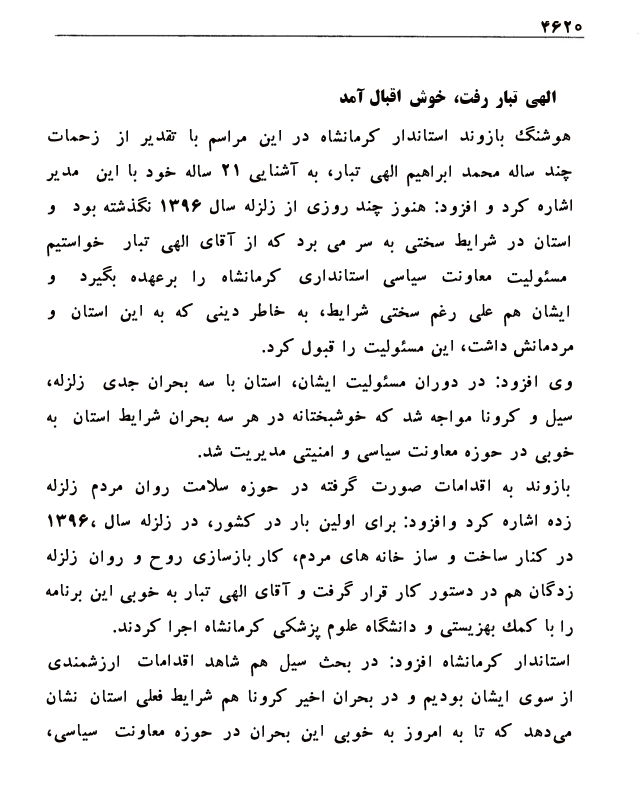 ۴۶۲۰
الهی تبار رفت، خوش اقبال آمد
هوشنگ بازوند استاندار کرمانشاه در این مراسم با تقدیر از زحمات
چند ساله محمد ابراهیم الهی تبار، به آشنایی ۲۱ ساله خود با این مدیر
اشاره کرد و افزود: هنوز چند روزی از زلزله سال ۱۳۹۶ نگذشته بود و
استان در شرایط سختی به سر می برد که از آقای الهی تبار خواستیم
مسئولیت معاونت سیاسی استانداری کرمانشاه را برعهده بگیرد و
ایشان هم علی رغم سختی شرایط، به خاطر دینی که به این استان و
مردمانش داشت، این مسئولیت را قبول کرد.
وی افزود: در دوران مسئولیت ایشان، استان با سه بحران جدی زلزله،
سیل و کرونا مواجه شد که خوشبختانه در هر سه بحران شرایط استان به
خوبی در حوزه معاونت سیاسی و امنیتی مدیریت شد.
بازوند به اقدامات صورت گرفته در حوزه سلامت روان مردم زلزله
زده اشاره کرد وافزود: برای اولین بار در کشور، در زلزله سال ۱۳۹۶،
در کنار ساخت و ساز خانه های مردم، کار بازسازی روح و روان زلزله
زدگان هم در دستور کار قرار گرفت و آقای الهی تبار به خوبی این برنامه
را با کمك بهزیستی و دانشگاه علوم پزشکی کرمانشاه اجرا کردند.
استاندار کرمانشاه افزود: در بحث سیل هم شاهد اقدامات ارزشمندی
از سوی ایشان بودیم و در بحران اخیر کرونا هم شرایط فعلی استان نشان
می‌دهد که تا به امروز به خوبی این بحران در حوزه معاونت سیاسی،